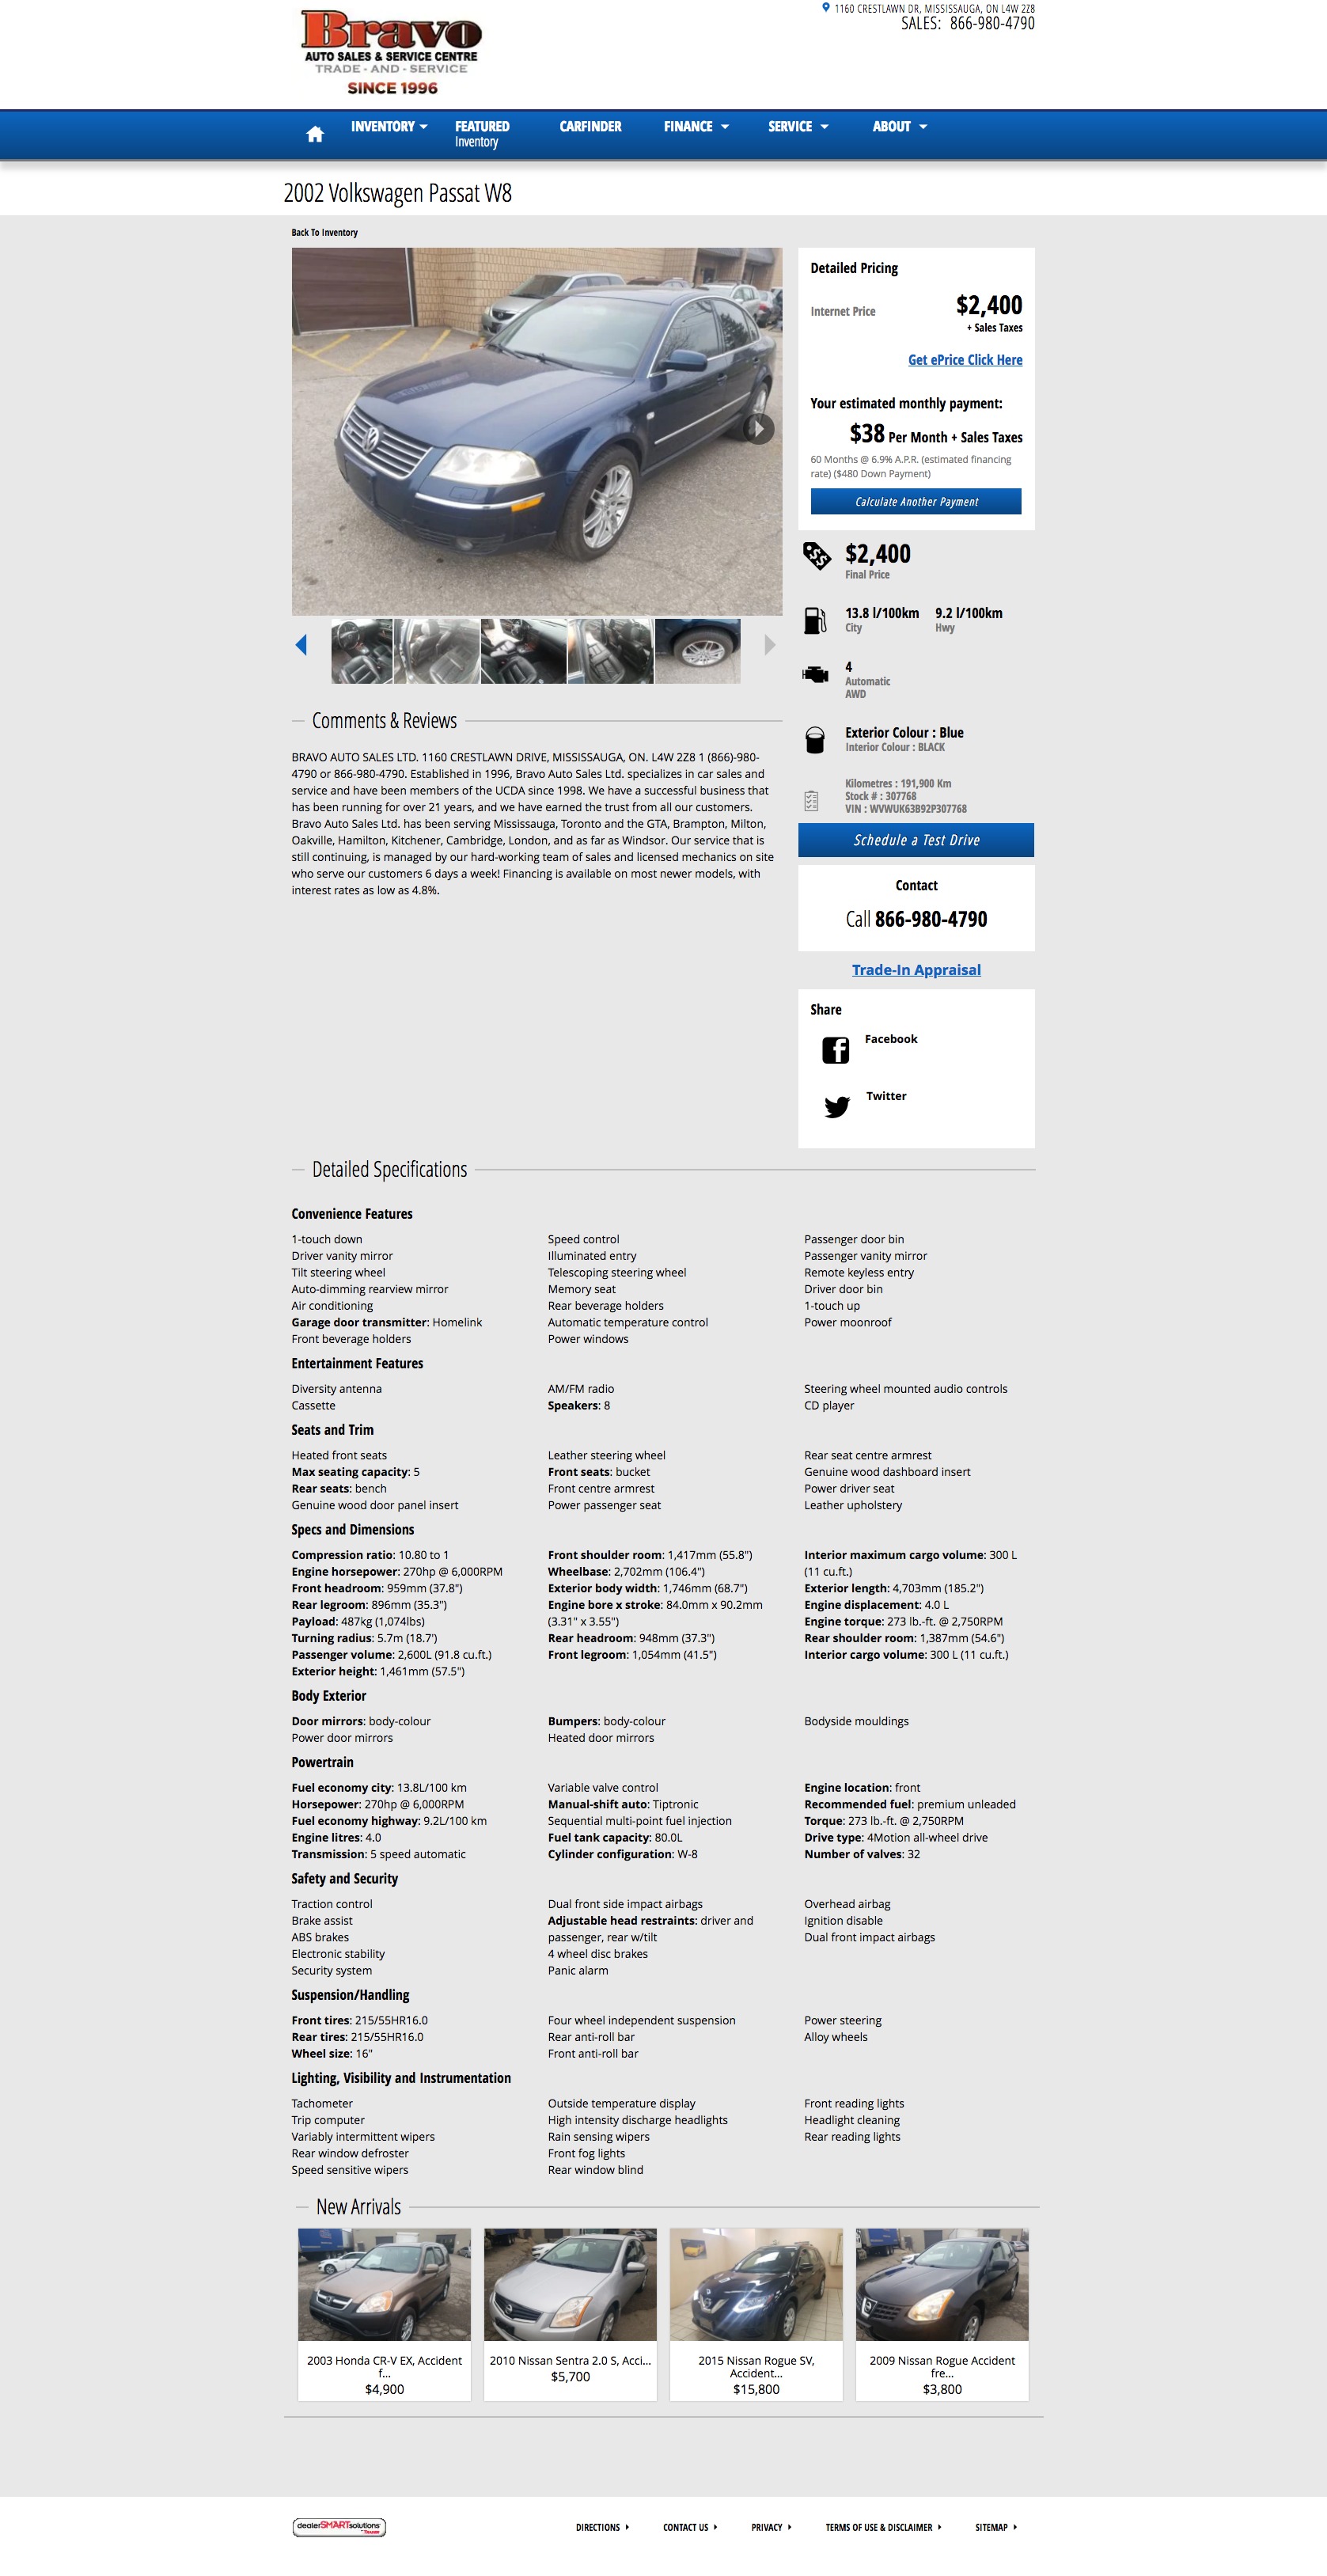 Bravo
AUTO SALES & SERVICE CENTRE
TRADE - AND - SERVICE
SINCE 1996
1160 CRESTLAWN DR, MISSISSAUGA, ON L4W 2Z8
SALES: 866-980-4790
INVENTORY
FEATURED
Inventory
CARFINDER
FINANCE
SERVICE
ABOUT
2002 Volkswagen Passat W8
Back To Inventory
Detailed Pricing
Internet Price
$2,400
+ Sales Taxes
Get ePrice Click Here
Your estimated monthly payment:
$38 Per Month + Sales Taxes
60 Months @ 6.9% A.P.R. (estimated financing
rate) ($480 Down Payment)
Calculate Another Payment
$2,400
Final Price
13.8 l/100km 9.2 l/100km
City Hwy
4
Automatic
AWD
Exterior Colour : Blue
Interior Colour : BLACK
Kilometres : 191,900 Km
Stock # : 307768
VIN : WVWUK63B92P307768
Schedule a Test Drive
Contact
Call 866-980-4790
Trade-In Appraisal
Share
Facebook
Twitter
Comments & Reviews
BRAVO AUTO SALES LTD. 1160 CRESTLAWN DRIVE, MISSISSAUGA, ON. L4W 2Z8 1 (866)-980-
4790 or 866-980-4790. Established in 1996, Bravo Auto Sales Ltd. specializes in car sales and
service and have been members of the UCDA since 1998. We have a successful business that
has been running for over 21 years, and we have earned the trust from all our customers.
Bravo Auto Sales Ltd. has been serving Mississauga, Toronto and the GTA, Brampton, Milton,
Oakville, Hamilton, Kitchener, Cambridge, London, and as far as Windsor. Our service that is
still continuing, is managed by our hard-working team of sales and licensed mechanics on site
who serve our customers 6 days a week! Financing is available on most newer models, with
interest rates as low as 4.8%.
Detailed Specifications
Convenience Features
1-touch down
Driver vanity mirror
Tilt steering wheel
Auto-dimming rearview mirror
Air conditioning
Garage door transmitter: Homelink
Front beverage holders
Speed control
Illuminated entry
Telescoping steering wheel
Memory seat
Rear beverage holders
Automatic temperature control
Power windows
Passenger door bin
Passenger vanity mirror
Remote keyless entry
Driver door bin
1-touch up
Power moonroof
Entertainment Features
Diversity antenna
Cassette
AM/FM radio
Speakers: 8
Steering wheel mounted audio controls
CD player
Seats and Trim
Heated front seats
Max seating capacity: 5
Rear seats: bench
Genuine wood door panel insert
Leather steering wheel
Front seats: bucket
Front centre armrest
Power passenger seat
Rear seat centre armrest
Genuine wood dashboard insert
Power driver seat
Leather upholstery
Specs and Dimensions
Compression ratio: 10.80 to 1
Engine horsepower: 270hp @ 6,000RPM
Front headroom: 959mm (37.8")
Rear legroom: 896mm (35.3")
Payload: 487kg (1,074lbs)
Turning radius: 5.7m (18.7')
Passenger volume: 2,600L (91.8 cu.ft.)
Exterior height: 1,461mm (57.5")
Front shoulder room: 1,417mm (55.8")
Wheelbase: 2,702mm (106.4")
Exterior body width: 1,746mm (68.7")
Engine bore x stroke: 84.0mm x 90.2mm
(3.31" x 3.55")
Rear headroom: 948mm (37.3")
Front legroom: 1,054mm (41.5")
Interior maximum cargo volume: 300 L
(11 cu.ft.)
Exterior length: 4,703mm (185.2")
Engine displacement: 4.0 L
Engine torque: 273 lb.-ft. @ 2,750RPM
Rear shoulder room: 1,387mm (54.6")
Interior cargo volume: 300 L (11 cu.ft.)
Body Exterior
Door mirrors: body-colour
Power door mirrors
Bumpers: body-colour
Heated door mirrors
Bodyside mouldings
Powertrain
Fuel economy city: 13.8L/100 km
Horsepower: 270hp @ 6,000RPM
Fuel economy highway: 9.2L/100 km
Engine litres: 4.0
Transmission: 5 speed automatic
Variable valve control
Manual-shift auto: Tiptronic
Sequential multi-point fuel injection
Fuel tank capacity: 80.0L
Cylinder configuration: W-8
Engine location: front
Recommended fuel: premium unleaded
Torque: 273 lb.-ft. @ 2,750RPM
Drive type: 4Motion all-wheel drive
Number of valves: 32
Safety and Security
Traction control
Brake assist
ABS brakes
Electronic stability
Security system
Dual front side impact airbags
Adjustable head restraints: driver and
passenger, rear w/tilt
4 wheel disc brakes
Panic alarm
Overhead airbag
Ignition disable
Dual front impact airbags
Suspension/Handling
Front tires: 215/55HR16.0
Rear tires: 215/55HR16.0
Wheel size: 16"
Four wheel independent suspension
Rear anti-roll bar
Front anti-roll bar
Power steering
Alloy wheels
Lighting, Visibility and Instrumentation
Tachometer
Trip computer
Variably intermittent wipers
Rear window defroster
Speed sensitive wipers
Outside temperature display
High intensity discharge headlights
Rain sensing wipers
Front fog lights
Rear window blind
Front reading lights
Headlight cleaning
Rear reading lights
New Arrivals
2003 Honda CR-V EX, Accident
f...
$4,900
2010 Nissan Sentra 2.0 S, Acci...
$5,700
2015 Nissan Rogue SV,
Accident...
$15,800
2009 Nissan Rogue Accident
fre...
$3,800
dealerSMARTsolutions
DIRECTIONS
CONTACT US
PRIVACY
TERMS OF USE & DISCLAIMER
SITEMAP